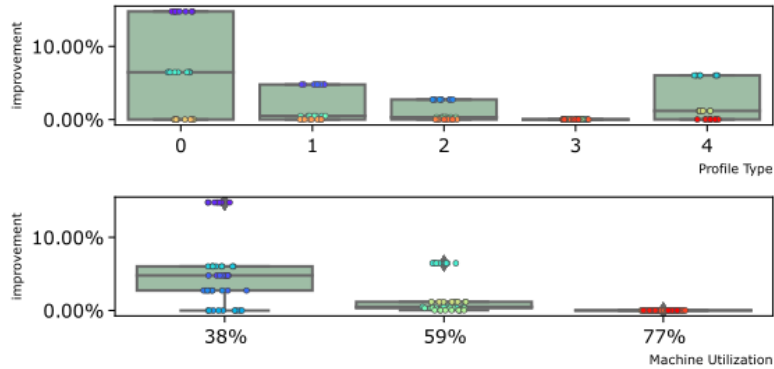 improvement
10.00%
0.00%
0 1 2 3 4
Profile Type
improvement
10.00%
0.00%
38% 59% 77%
Machine Utilization